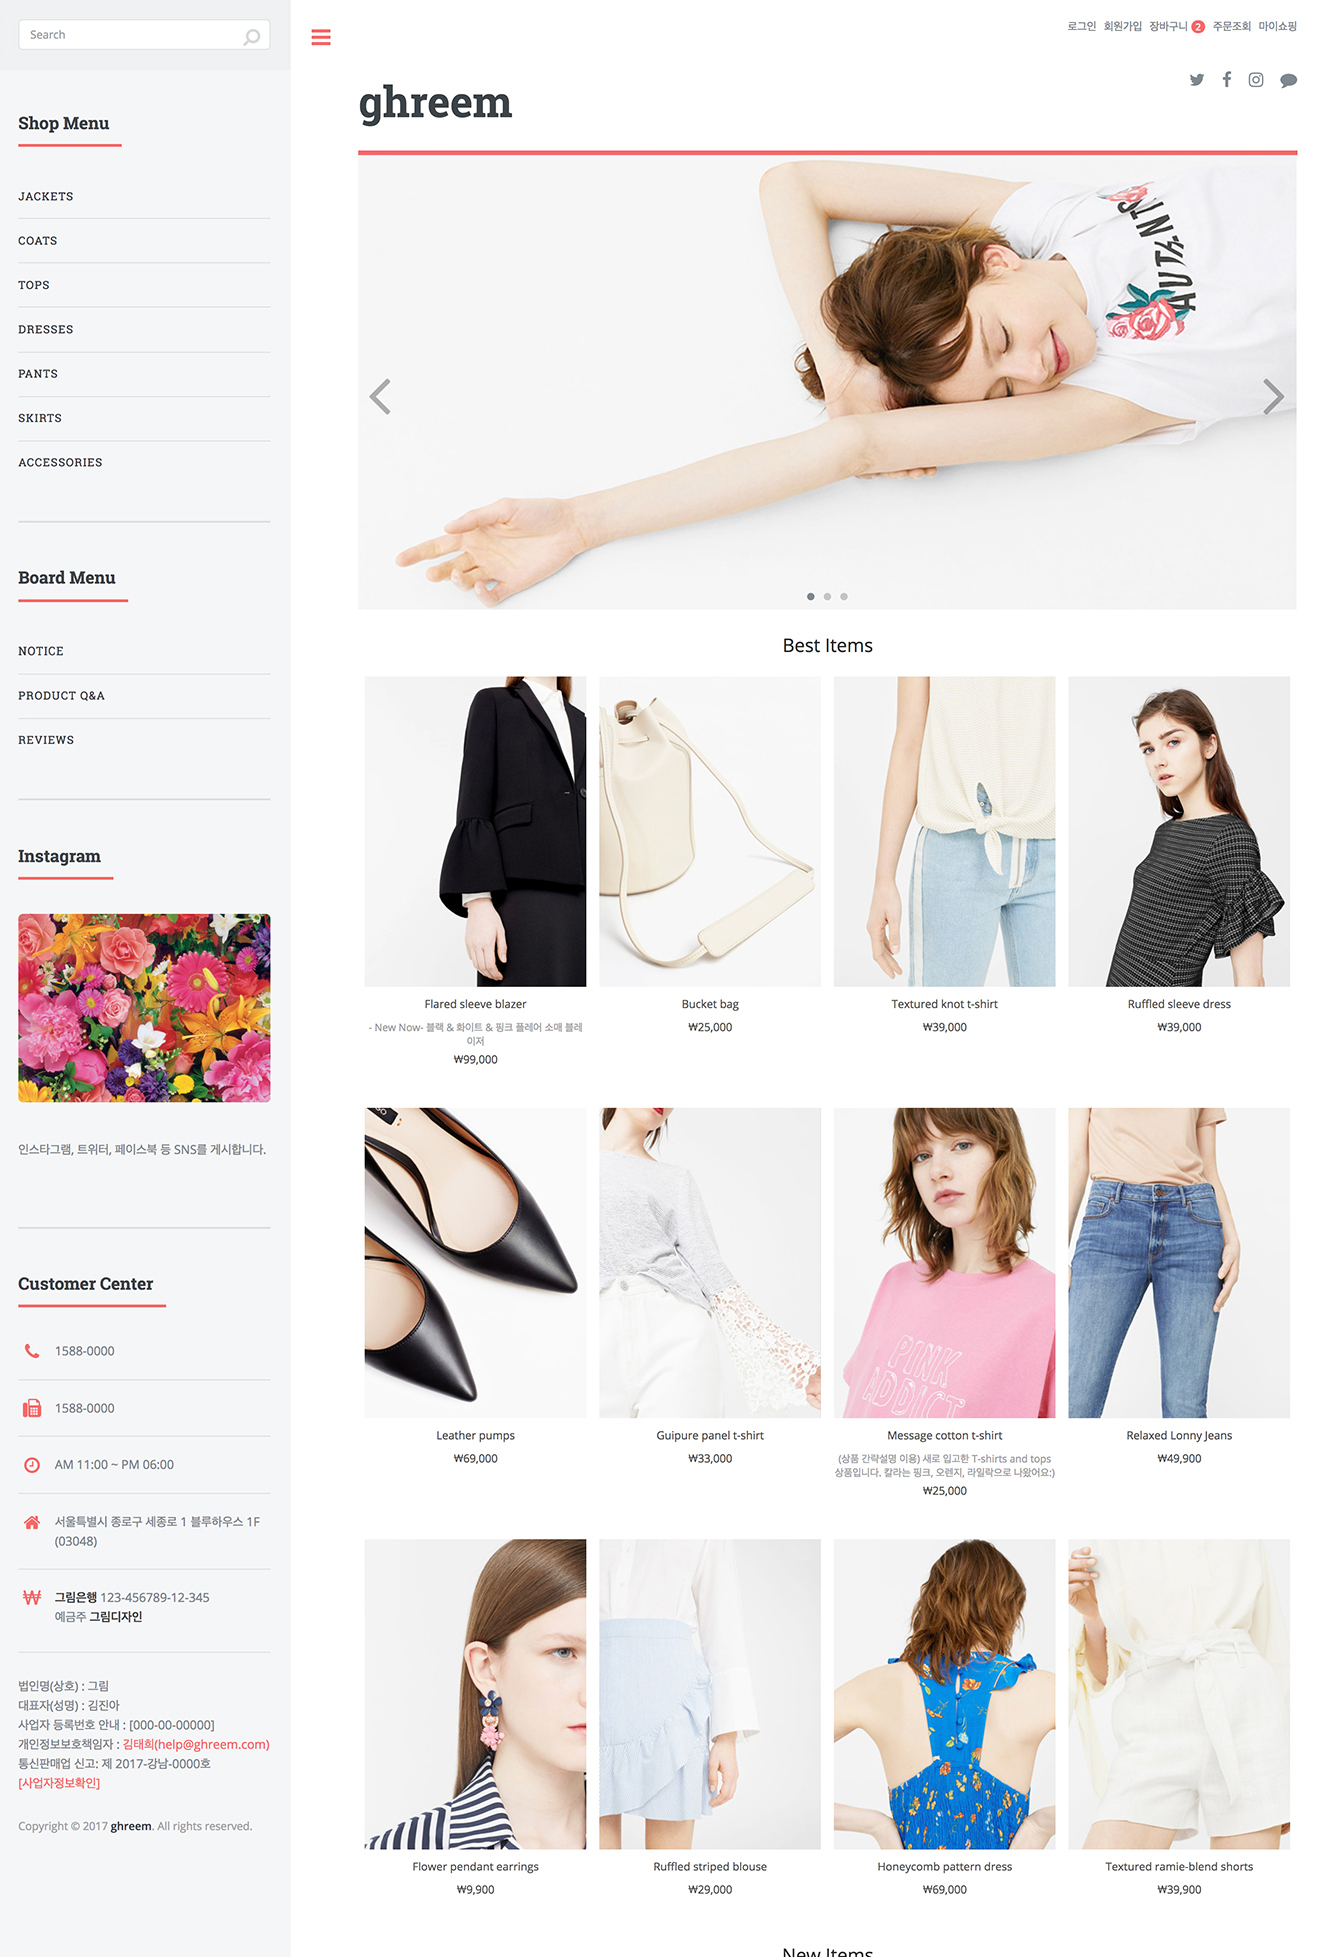 Search
로그인 회원가입 장바구니 2 주문조회 마이쇼핑
ghreem
Shop Menu
JACKETS
COATS
TOPS
DRESSES
PANTS
SKIRTS
ACCESSORIES
Board Menu
NOTICE
PRODUCT Q&A
REVIEWS
Instagram
인스타그램, 트위터, 페이스북 등 SNS를 게시합니다.
Customer Center
1588-0000
1588-0000
AM 11:00 ~ PM 06:00
서울특별시 종로구 세종로 1 블루하우스 1F
(03048)
그림은행 123-456789-12-345
예금주 그림디자인
법인명(상호) : 그림
대표자(성명) : 김진아
사업자 등록번호 안내 : [000-00-00000]
개인정보보호책임자 : 김태희(help@ghreem.com)
통신판매업 신고: 제 2017-강남-0000호
[사업자정보확인]
Copyright © 2017 ghreem. All rights reserved.
Best Items
Flared sleeve blazer
- New Now- 블랙 & 화이트 & 핑크 플레어 소매 블레
이저
₩99,000
Bucket bag
₩25,000
Textured knot t-shirt
₩39,000
Ruffled sleeve dress
₩39,000
Leather pumps
₩69,000
Guipure panel t-shirt
₩33,000
PINK
ADDICT
Message cotton t-shirt
(상품 간략설명 이용) 새로 입고한 T-shirts and tops
상품입니다. 칼라는 핑크, 오렌지, 라일락으로 나왔어요:)
₩25,000
Relaxed Lonny Jeans
₩49,900
Flower pendant earrings
₩9,900
Ruffled striped blouse
₩29,000
Honeycomb pattern dress
₩69,000
Textured ramie-blend shorts
₩39,900
New Items